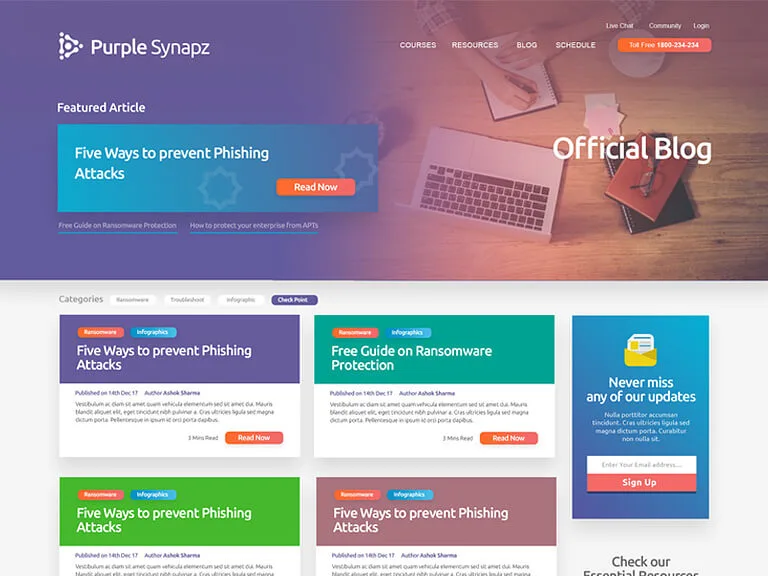 Live Chat Community Login
Purple Synapz
COURSES RESOURCES BLOG SCHEDULE Toll Free 1800-234-234
Featured Article
Five Ways to prevent Phishing
Attacks
Read Now
Official Blog
Free Guide on Ransomware Protection How to protect your enterprise from APTs
Categories Ransomware Troubleshoot Infographic Check Point
Ransomware Infographics
Five Ways to prevent Phishing
Attacks
Published on 14th Dec 17 Author Ashok Sharma
Vestibulum ac diam sit amet quam vehicula elementum sed sit amet dui. Mauris
blandit aliquet elit, eget tincidunt nibh pulvinar a. Cras ultricies ligula sed magna
dictum porta. Pellentesque in ipsum id orci porta dapibus.
3 Mins Read Read Now
Ransomware Infographics
Free Guide on Ransomware
Protection
Published on 14th Dec 17 Author Ashok Sharma
Vestibulum ac diam sit amet quam vehicula elementum sed sit amet dui. Mauris
blandit aliquet elit, eget tincidunt nibh pulvinar a. Cras ultricies ligula sed magna
dictum porta. Pellentesque in ipsum id orci porta dapibus.
3 Mins Read Read Now
Never miss
any of our updates
Nulla porttitor accumsan
tincidunt. Cras ultricies ligula sed
magna dictum porta. Curabitur
non nulla sit.
Enter Your Email address....
Sign Up
Ransomware Infographics
Five Ways to prevent Phishing
Attacks
Published on 14th Dec 17 Author Ashok Sharma
Vestibulum ac diam sit amet quam vehicula elementum sed sit amet dui. Mauris
Ransomware Infographics
Five Ways to prevent Phishing
Attacks
Published on 14th Dec 17 Author Ashok Sharma
Vestibulum ac diam sit amet quam vehicula elementum sed sit amet dui. Mauris
Check our
Essential Resources